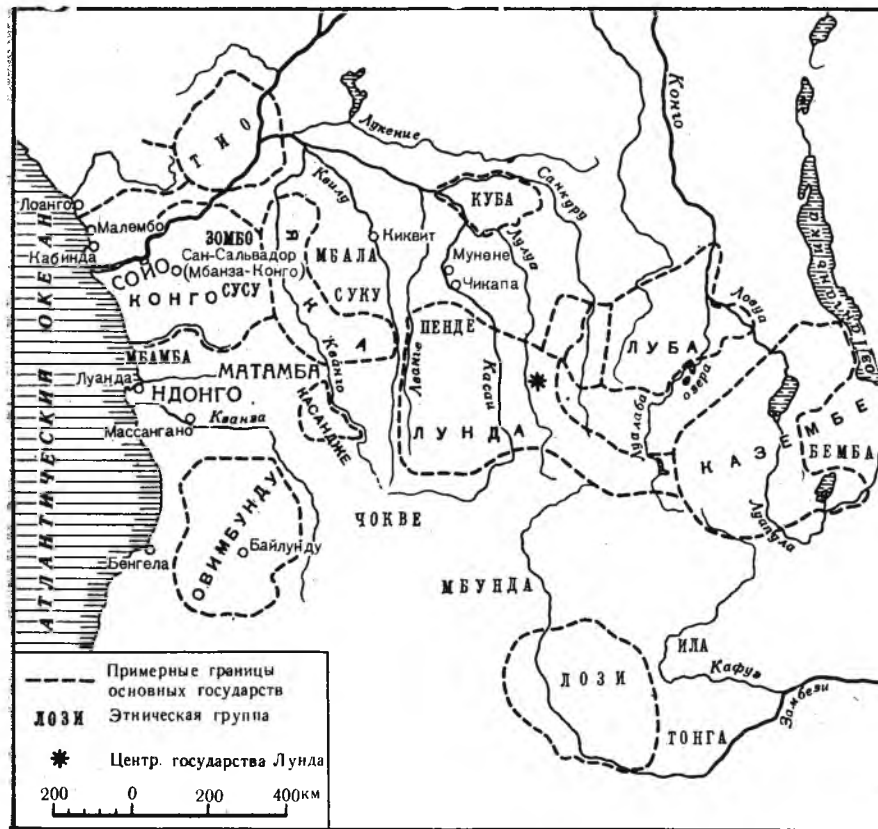 ТИО
Лукение
Конго
Квилу
Санкуру
КУБА
Лоанго
Малембо
Кабинда
ЗОМБО
Киквит
Лулуа
СОЙО
Сан-Сальвадор
(Мбанза-Конго)
МБАЛА
Мунене
Чикапа
КОНГО
СУСУ
СУКУ
ЯКА
Кванго
ПЕНДЕ
ЛУБА
Ловуа
МБАМБА
МАТАМБА
Луанда
НДОНГО
КАСАНДЖЕ
Касаи
озера
Луалаба
ЛУНДА
КАЗЕМБЕ
БЕМБА
Массангано
Кванза
Луапула
АТЛАНТИЧЕСКИЙ ОКЕАН
ЧОКВЕ
ОВИМБУНДУ
Байлунду
Бенгела
МБУНДА
ИЛА
Кафуэ
ЛОЗИ
Замбези
ТОНГА
Примерные границы
основных государств
ЛОЗИ Этническая группа
Центр. государства Лунда
200 0 200 400км